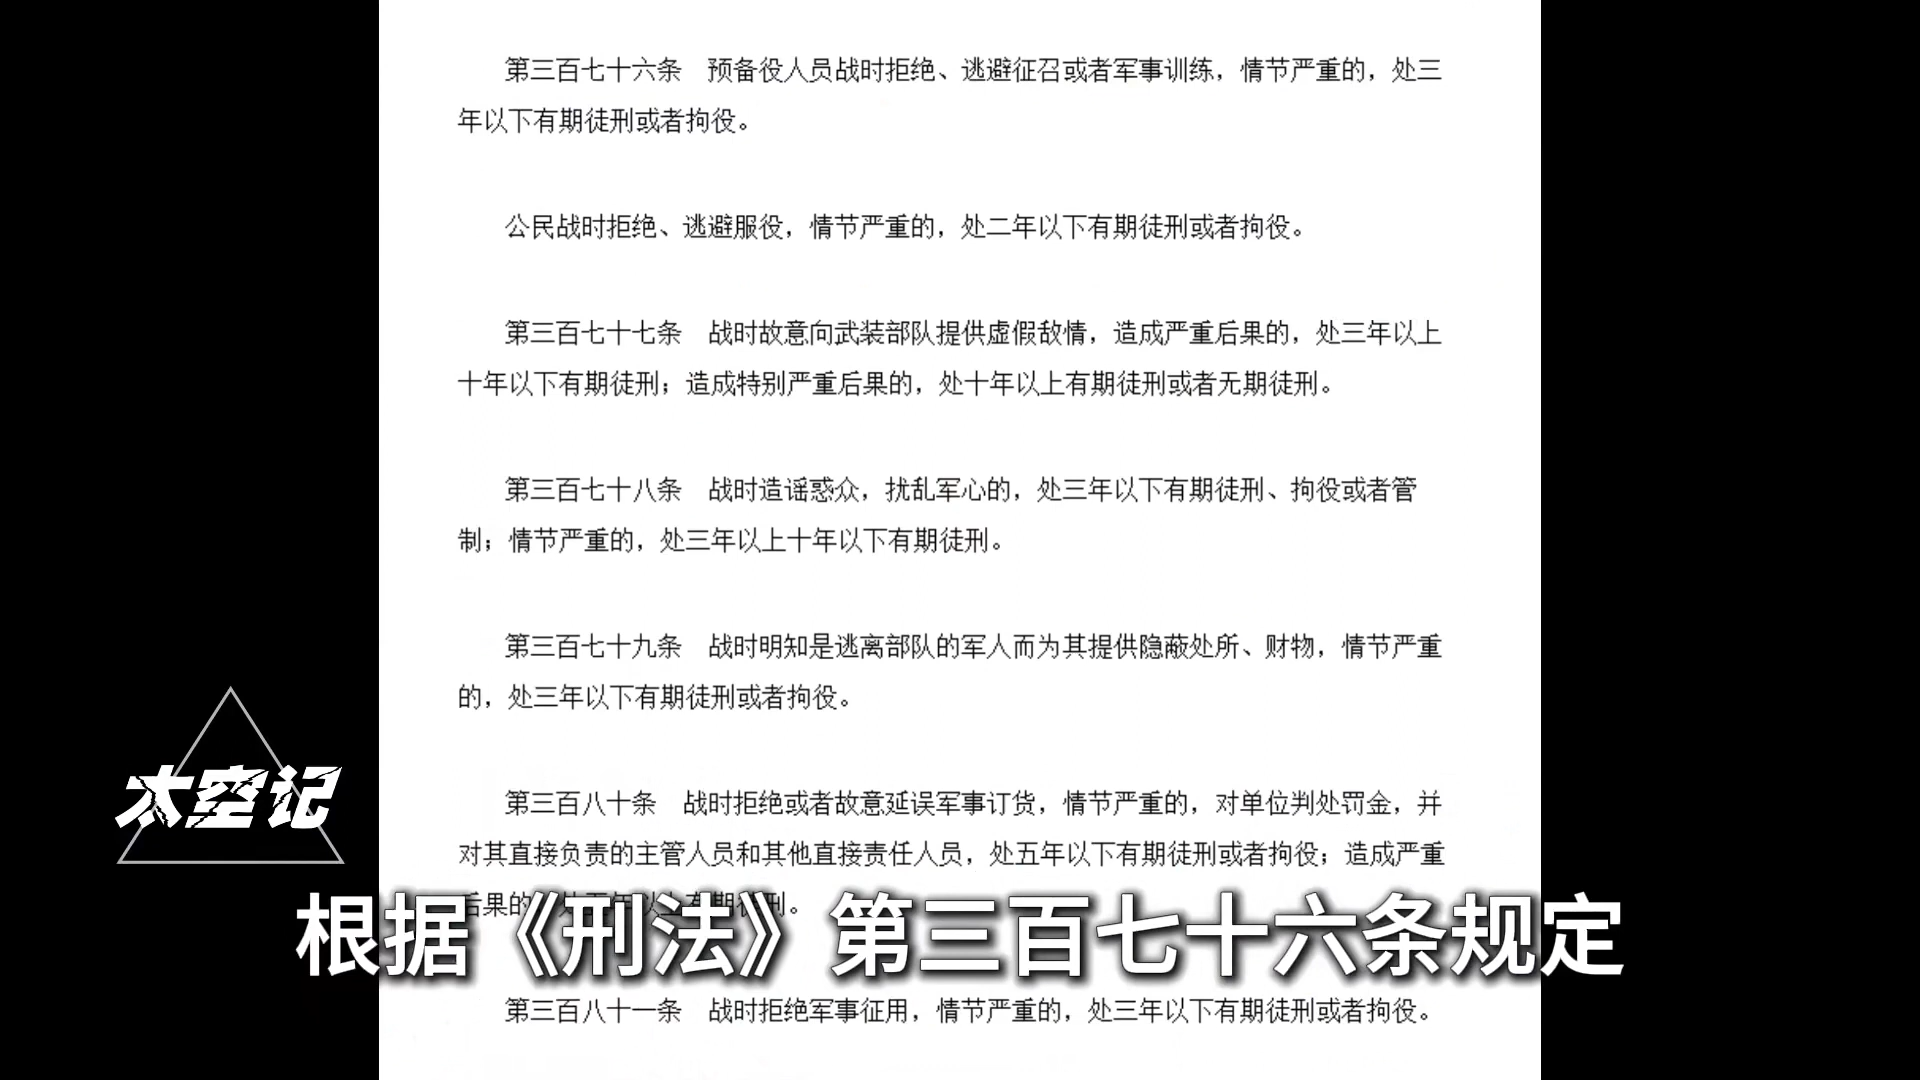 第三百七十六条　预备役人员战时拒绝、逃避征召或者军事训练，情节严重的，处三
年以下有期徒刑或者拘役。
公民战时拒绝、逃避服役，情节严重的，处二年以下有期徒刑或者拘役。
第三百七十七条　战时故意向武装部队提供虚假敌情，造成严重后果的，处三年以上
十年以下有期徒刑；造成特别严重后果的，处十年以上有期徒刑或者无期徒刑。
第三百七十八条　战时造谣惑众，扰乱军心的，处三年以下有期徒刑、拘役或者管
制；情节严重的，处三年以上十年以下有期徒刑。
第三百七十九条　战时明知是逃离部队的军人而为其提供隐蔽处所、财物，情节严重
的，处三年以下有期徒刑或者拘役。
第三百八十条　战时拒绝或者故意延误军事订货，情节严重的，对单位判处罚金，并
对其直接负责的主管人员和其他直接责任人员，处五年以下有期徒刑或者拘役；造成严重
后果的，处五年以上有期徒刑。
太空记
根据《刑法》第三百七十六条规定
第三百八十一条　战时拒绝军事征用，情节严重的，处三年以下有期徒刑或者拘役。